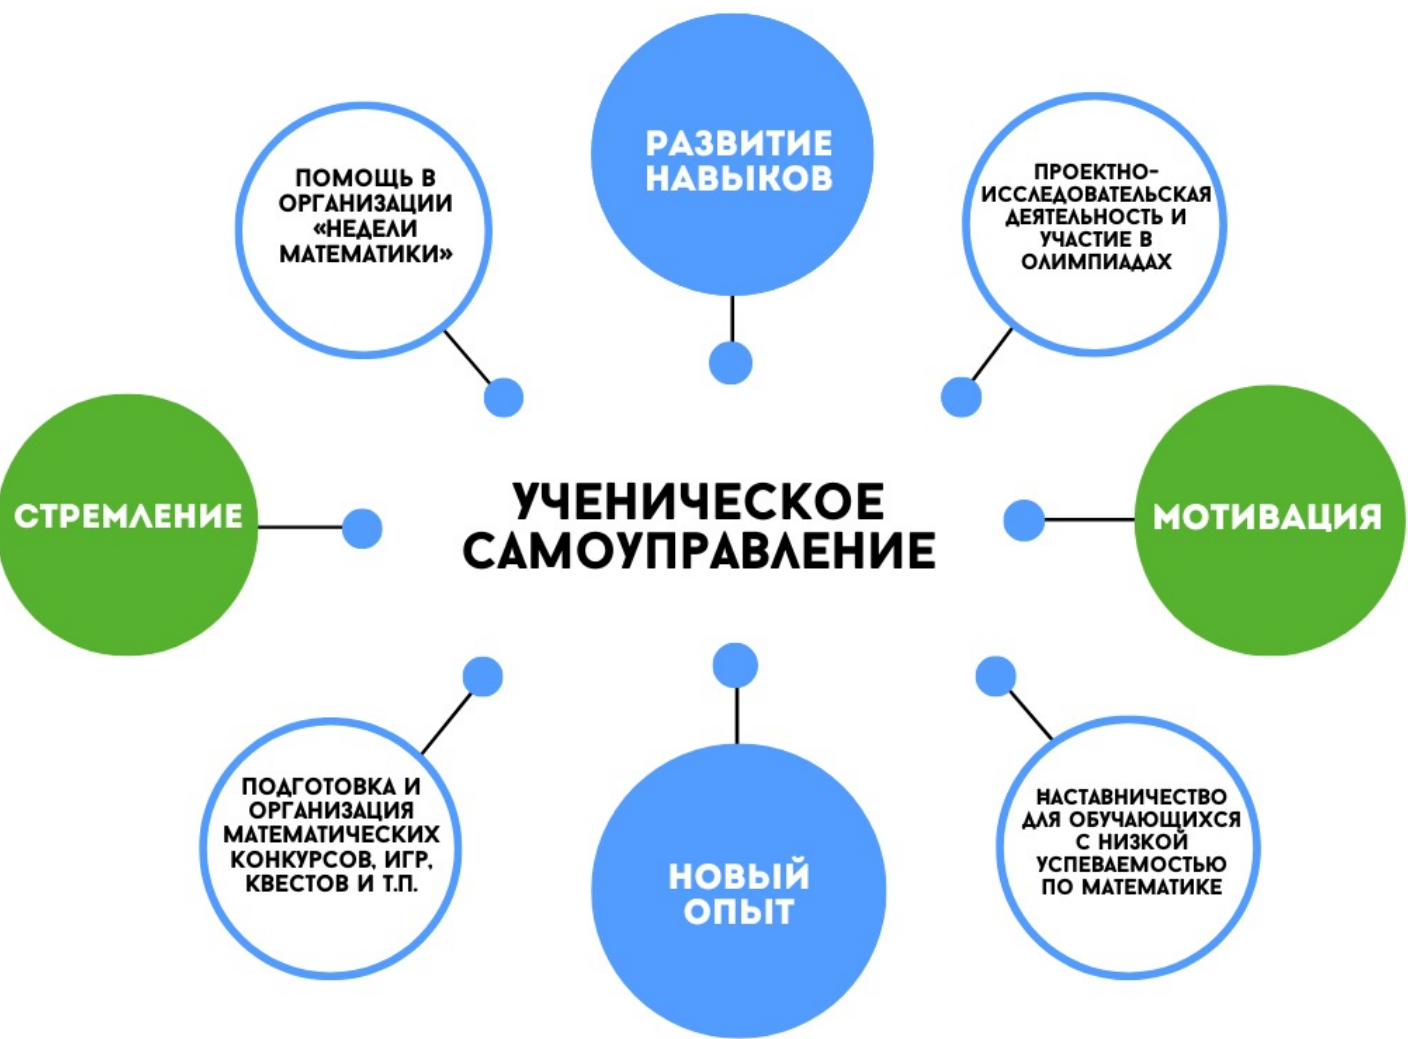 РАЗВИТИЕ
НАВЫКОВ
ПОМОЩЬ В
ОРГАНИЗАЦИИ
«НЕДЕЛИ
МАТЕМАТИКИ»
ПРОЕКТНО-
ИССЛЕДОВАТЕЛЬСКАЯ
ДЕЯТЕЛЬНОСТЬ И
УЧАСТИЕ В
ОЛИМПИАДАХ
СТРЕМЛЕНИЕ
УЧЕНИЧЕСКОЕ
САМОУПРАВЛЕНИЕ
МОТИВАЦИЯ
ПОДГОТОВКА И
ОРГАНИЗАЦИЯ
МАТЕМАТИЧЕСКИХ
КОНКУРСОВ, ИГР,
КВЕСТОВ И Т.П.
НОВЫЙ
ОПЫТ
НАСТАВНИЧЕСТВО
ДЛЯ ОБУЧАЮЩИХСЯ
С НИЗКОЙ
УСПЕВАЕМОСТЬЮ
ПО МАТЕМАТИКЕ